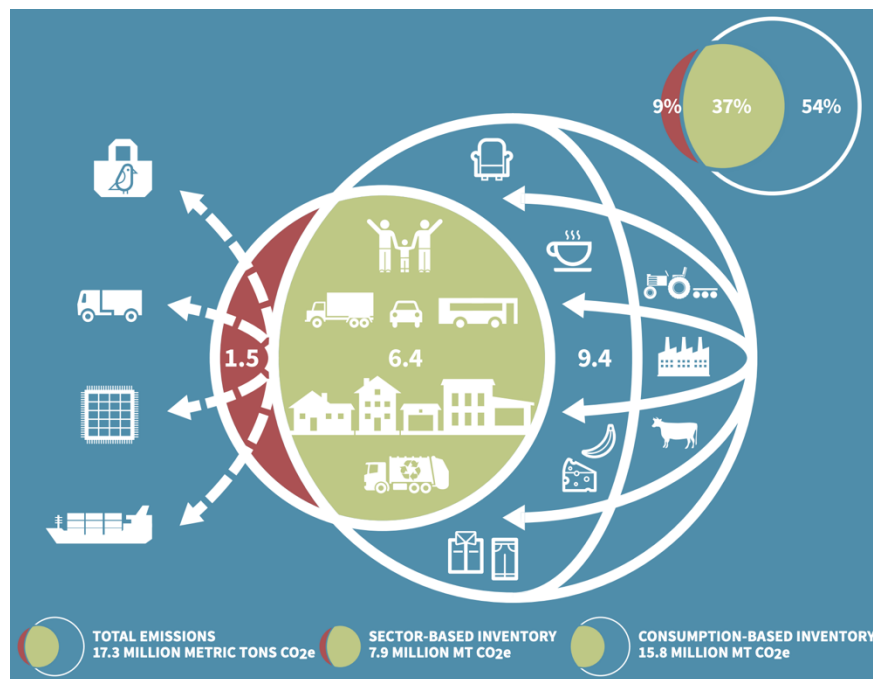 9% 37% 54%
1.5 6.4 9.4
TOTAL EMISSIONS
17.3 MILLION METRIC TONS CO2e
SECTOR-BASED INVENTORY
7.9 MILLION MT CO2e
CONSUMPTION-BASED INVENTORY
15.8 MILLION MT CO2e